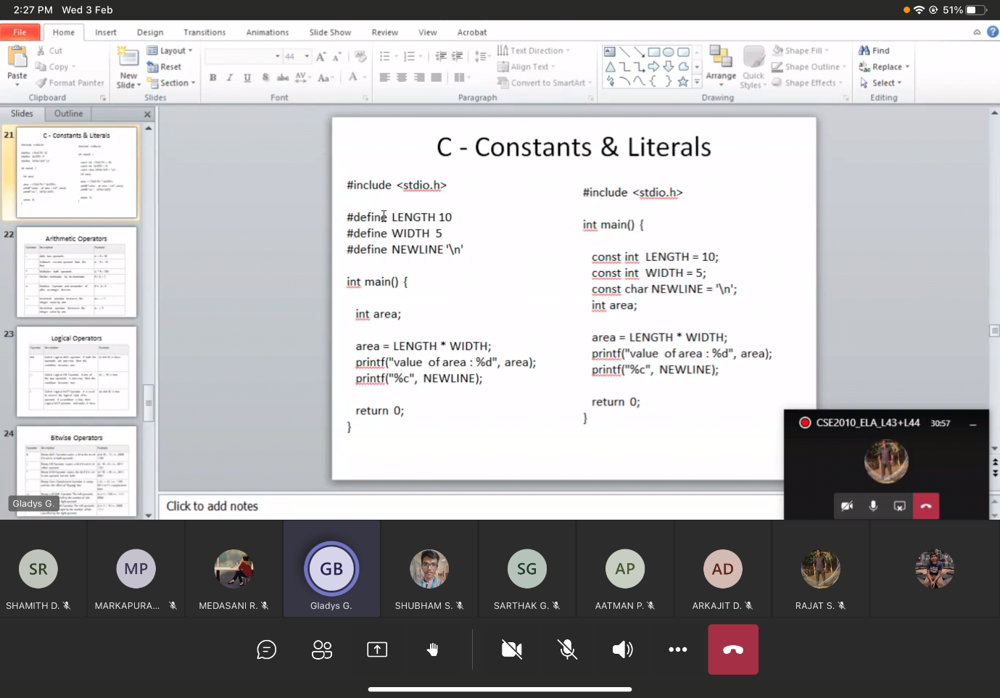 2:27 PM Wed 3 Feb
51%
File Home Insert Design Transitions Animations Slide Show Review View Acrobat
Paste
Cut
Copy
Format Painter
Clipboard
New Slide
Layout
Reset
Section
Slides
44
B I U S abc AV Aa A
Font
Text Direction
Align Text
Convert to SmartArt
Paragraph
Arrange
Quick Styles
Shape Fill
Shape Outline
Shape Effects
Drawing
Find
Replace
Select
Editing
Slides Outline
21
C - Constants & Literals
22
Arithmetic Operators
23
Logical Operators
24
Bitwise Operators
Gladys G.
C - Constants & Literals
#include <stdio.h>
#define LENGTH 10
#define WIDTH 5
#define NEWLINE '\n'
int main() {
int area;
area = LENGTH * WIDTH;
printf("value of area : %d", area);
printf("%c", NEWLINE);
return 0;
}
#include <stdio.h>
int main() {
const int LENGTH = 10;
const int WIDTH = 5;
const char NEWLINE = '\n';
int area;
area = LENGTH * WIDTH;
printf("value of area : %d", area);
printf("%c", NEWLINE);
return 0;
}
CSE2010_ELA_L43+L44 30:57
Click to add notes
SR
SHAMITH D.
MP
MARKAPURA...
MEDASANI R.
GB
Gladys G.
SHUBHAM S.
SG
SARTHAK G.
AP
AATMAN P.
AD
ARKAJIT D.
RAJAT S.